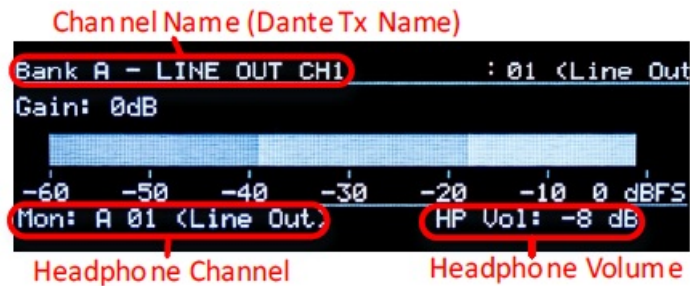 Channel Name (Dante Tx Name)
Bank A - LINE OUT CH1 : 01 (Line Out
Gain: 0dB
-60 -50 -40 -30 -20 -10 0 dBFS
Mon: A 01 (Line Out) HP Vol: -8 dB
Headphone Channel Headphone Volume